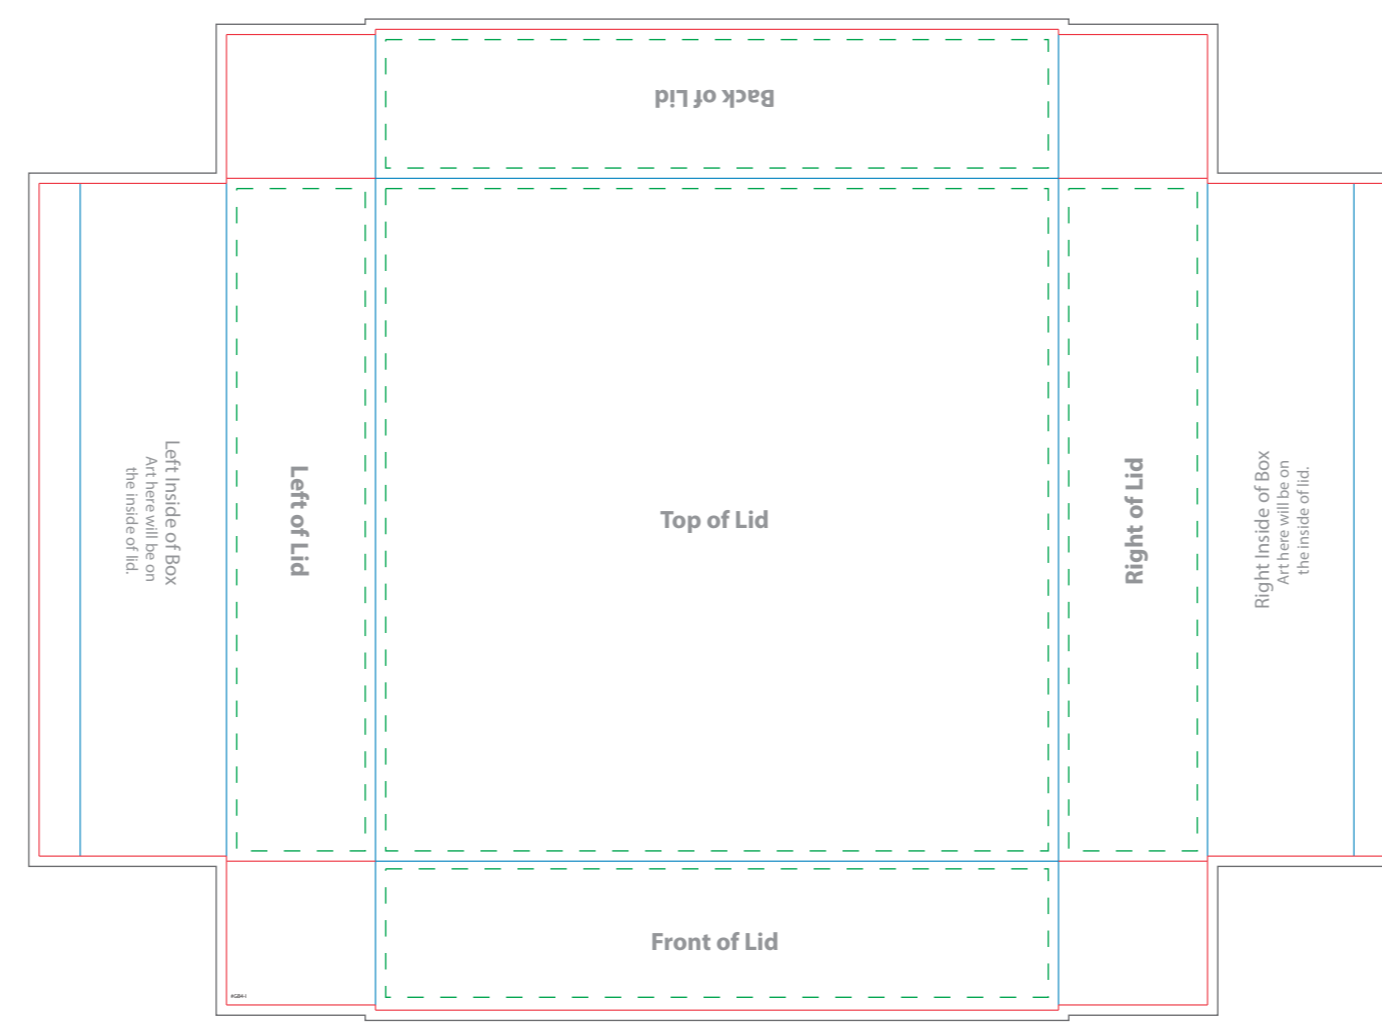 Back of Lid
Left Inside of Box
Art here will be on
the inside of lid.
Left of Lid
Top of Lid
Right of Lid
Right Inside of Box
Art here will be on
the inside of lid.
Front of Lid